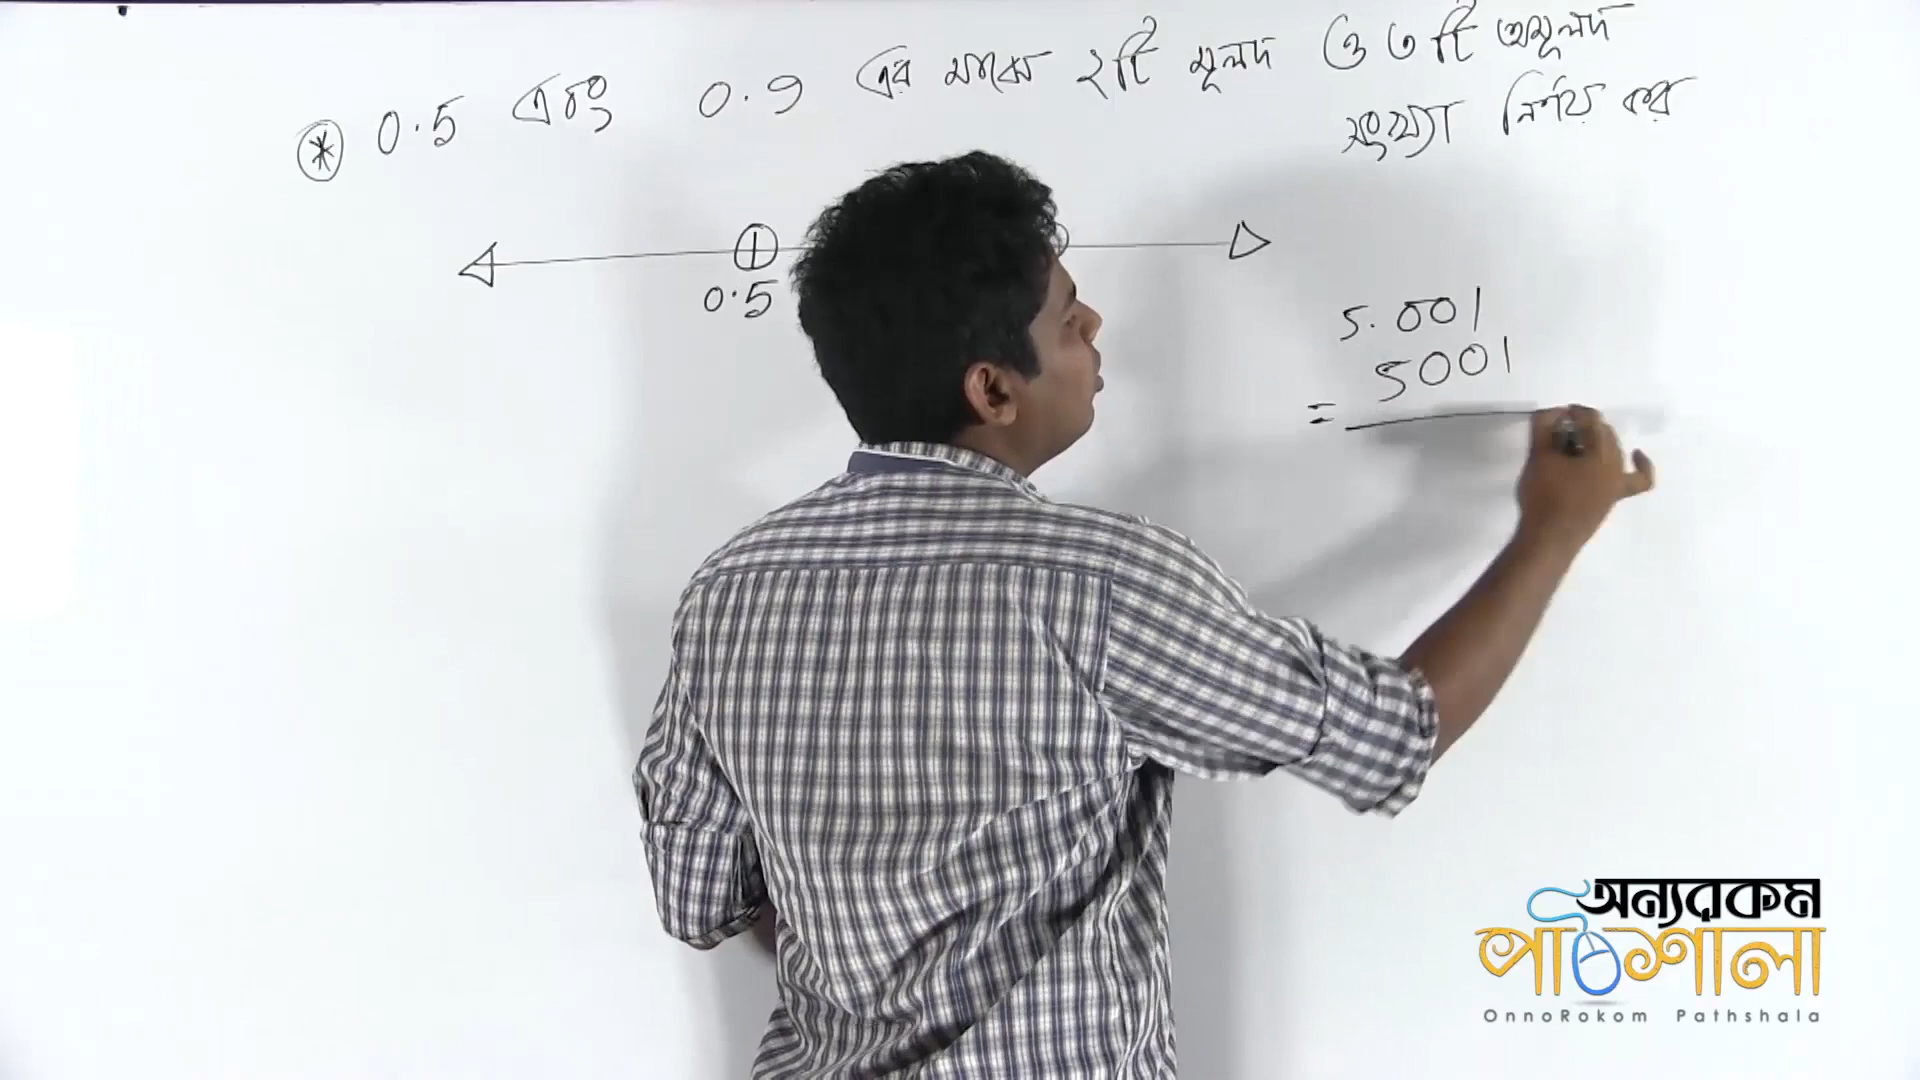 * 0.5 এবং 0.9 এর মাঝে ২টি মূলদ ও ৩টি অমূলদ
সংখ্যা নির্ণয় কর
0.5
5.001
5001
=
অন্যরকম
পাঠশালা
OnnoRokom Pathshala